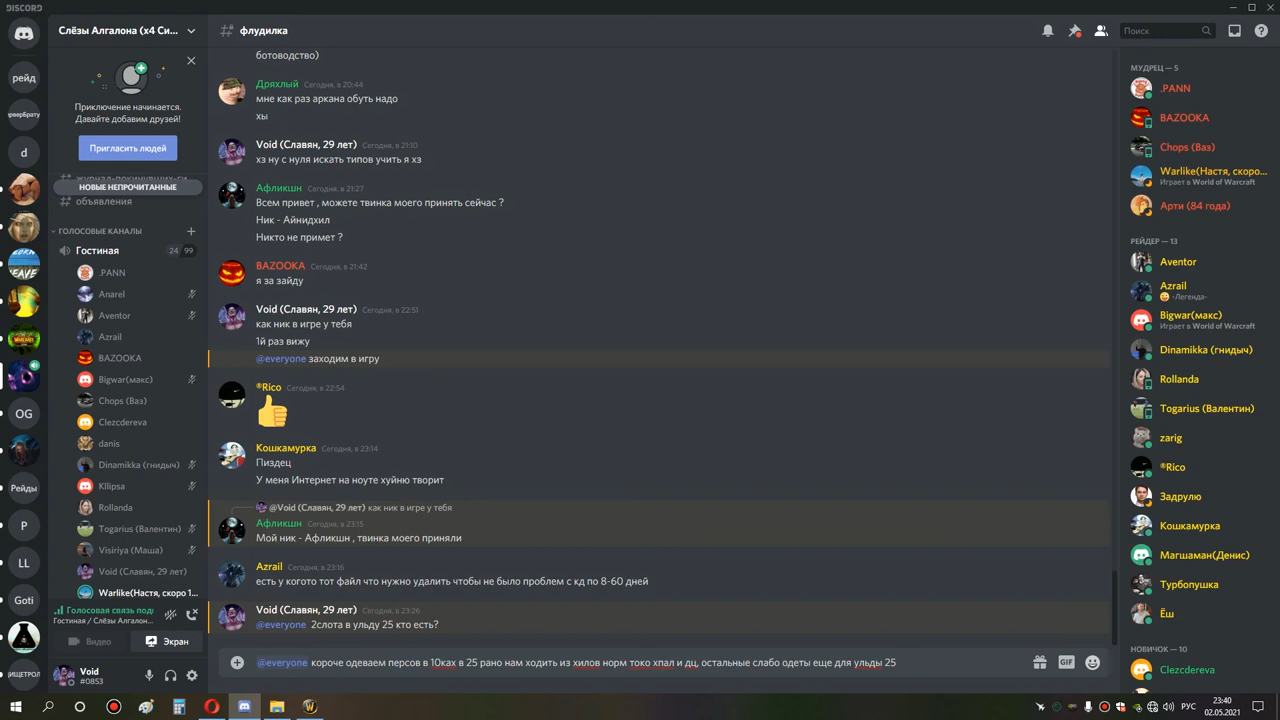 DISCORD
Слёзы Алгалона (x4 Си...
флудилка
Поиск
рейд
d
OG
Рейды
P
LL
Goti
Приключение начинается.
Давайте добавим друзей!
Пригласить людей
НОВЫЕ НЕПРОЧИТАННЫЕ
объявления
ГОЛОСОВЫЕ КАНАЛЫ
Гостиная 24 99
.PANN
Anarel
Aventor
Azrail
BAZOOKA
Bigwar(макс)
Chops (Ваз)
Clezcdereva
danis
Dinamikka (гнидыч)
Kllipsa
Rollanda
Togarius (Валентин)
Visiriya (Маша)
Void (Славян, 29 лет)
Warlike(Настя, скоро 1...
Голосовая связь под
Гостиная / Слёзы Алгалон...
Видео
Экран
Void
#0853
ботоводство)
Дряхлый Сегодня, в 20:44
мне как раз аркана обуть надо
хы
Void (Славян, 29 лет) Сегодня, в 21:10
хз ну с нуля искать типов учить я хз
Афликшн Сегодня, в 21:27
Всем привет , можете твинка моего принять сейчас ?
Ник - Айнидхил
Никто не примет ?
BAZOOKA Сегодня, в 21:42
я за зайду
Void (Славян, 29 лет) Сегодня, в 22:51
как ник в игре у тебя
1й раз вижу
@everyone заходим в игру
®Rico Сегодня, в 22:54
Кошкамурка Сегодня, в 23:14
Пиздец
У меня Интернет на ноуте хуйню творит
@Void (Славян, 29 лет) как ник в игре у тебя
Афликшн Сегодня, в 23:15
Мой ник - Афликшн , твинка моего приняли
Azrail Сегодня, в 23:16
есть у когото тот файл что нужно удалить чтобы не было проблем с кд по 8-60 дней
Void (Славян, 29 лет) Сегодня, в 23:26
@everyone 2слота в ульду 25 кто есть?
@everyone короче одеваем персов в 10ках в 25 рано нам ходить из хилов норм токо хпал и дц, остальные слабо одеты еще для ульды 25
GIF
МУДРЕЦ — 5
.PANN
BAZOOKA
Chops (Ваз)
Warlike(Настя, скоро...
Играет в World of Warcraft
Арти (84 года)
РЕЙДЕР — 13
Aventor
Azrail
-Легенда-
Bigwar(макс)
Играет в World of Warcraft
Dinamikka (гнидыч)
Rollanda
Togarius (Валентин)
zarig
®Rico
Задрулю
Кошкамурка
Магшаман(Денис)
Турбопушка
Ёш
НОВИЧОК — 10
Clezcdereva
РУС
23:40
02.05.2021